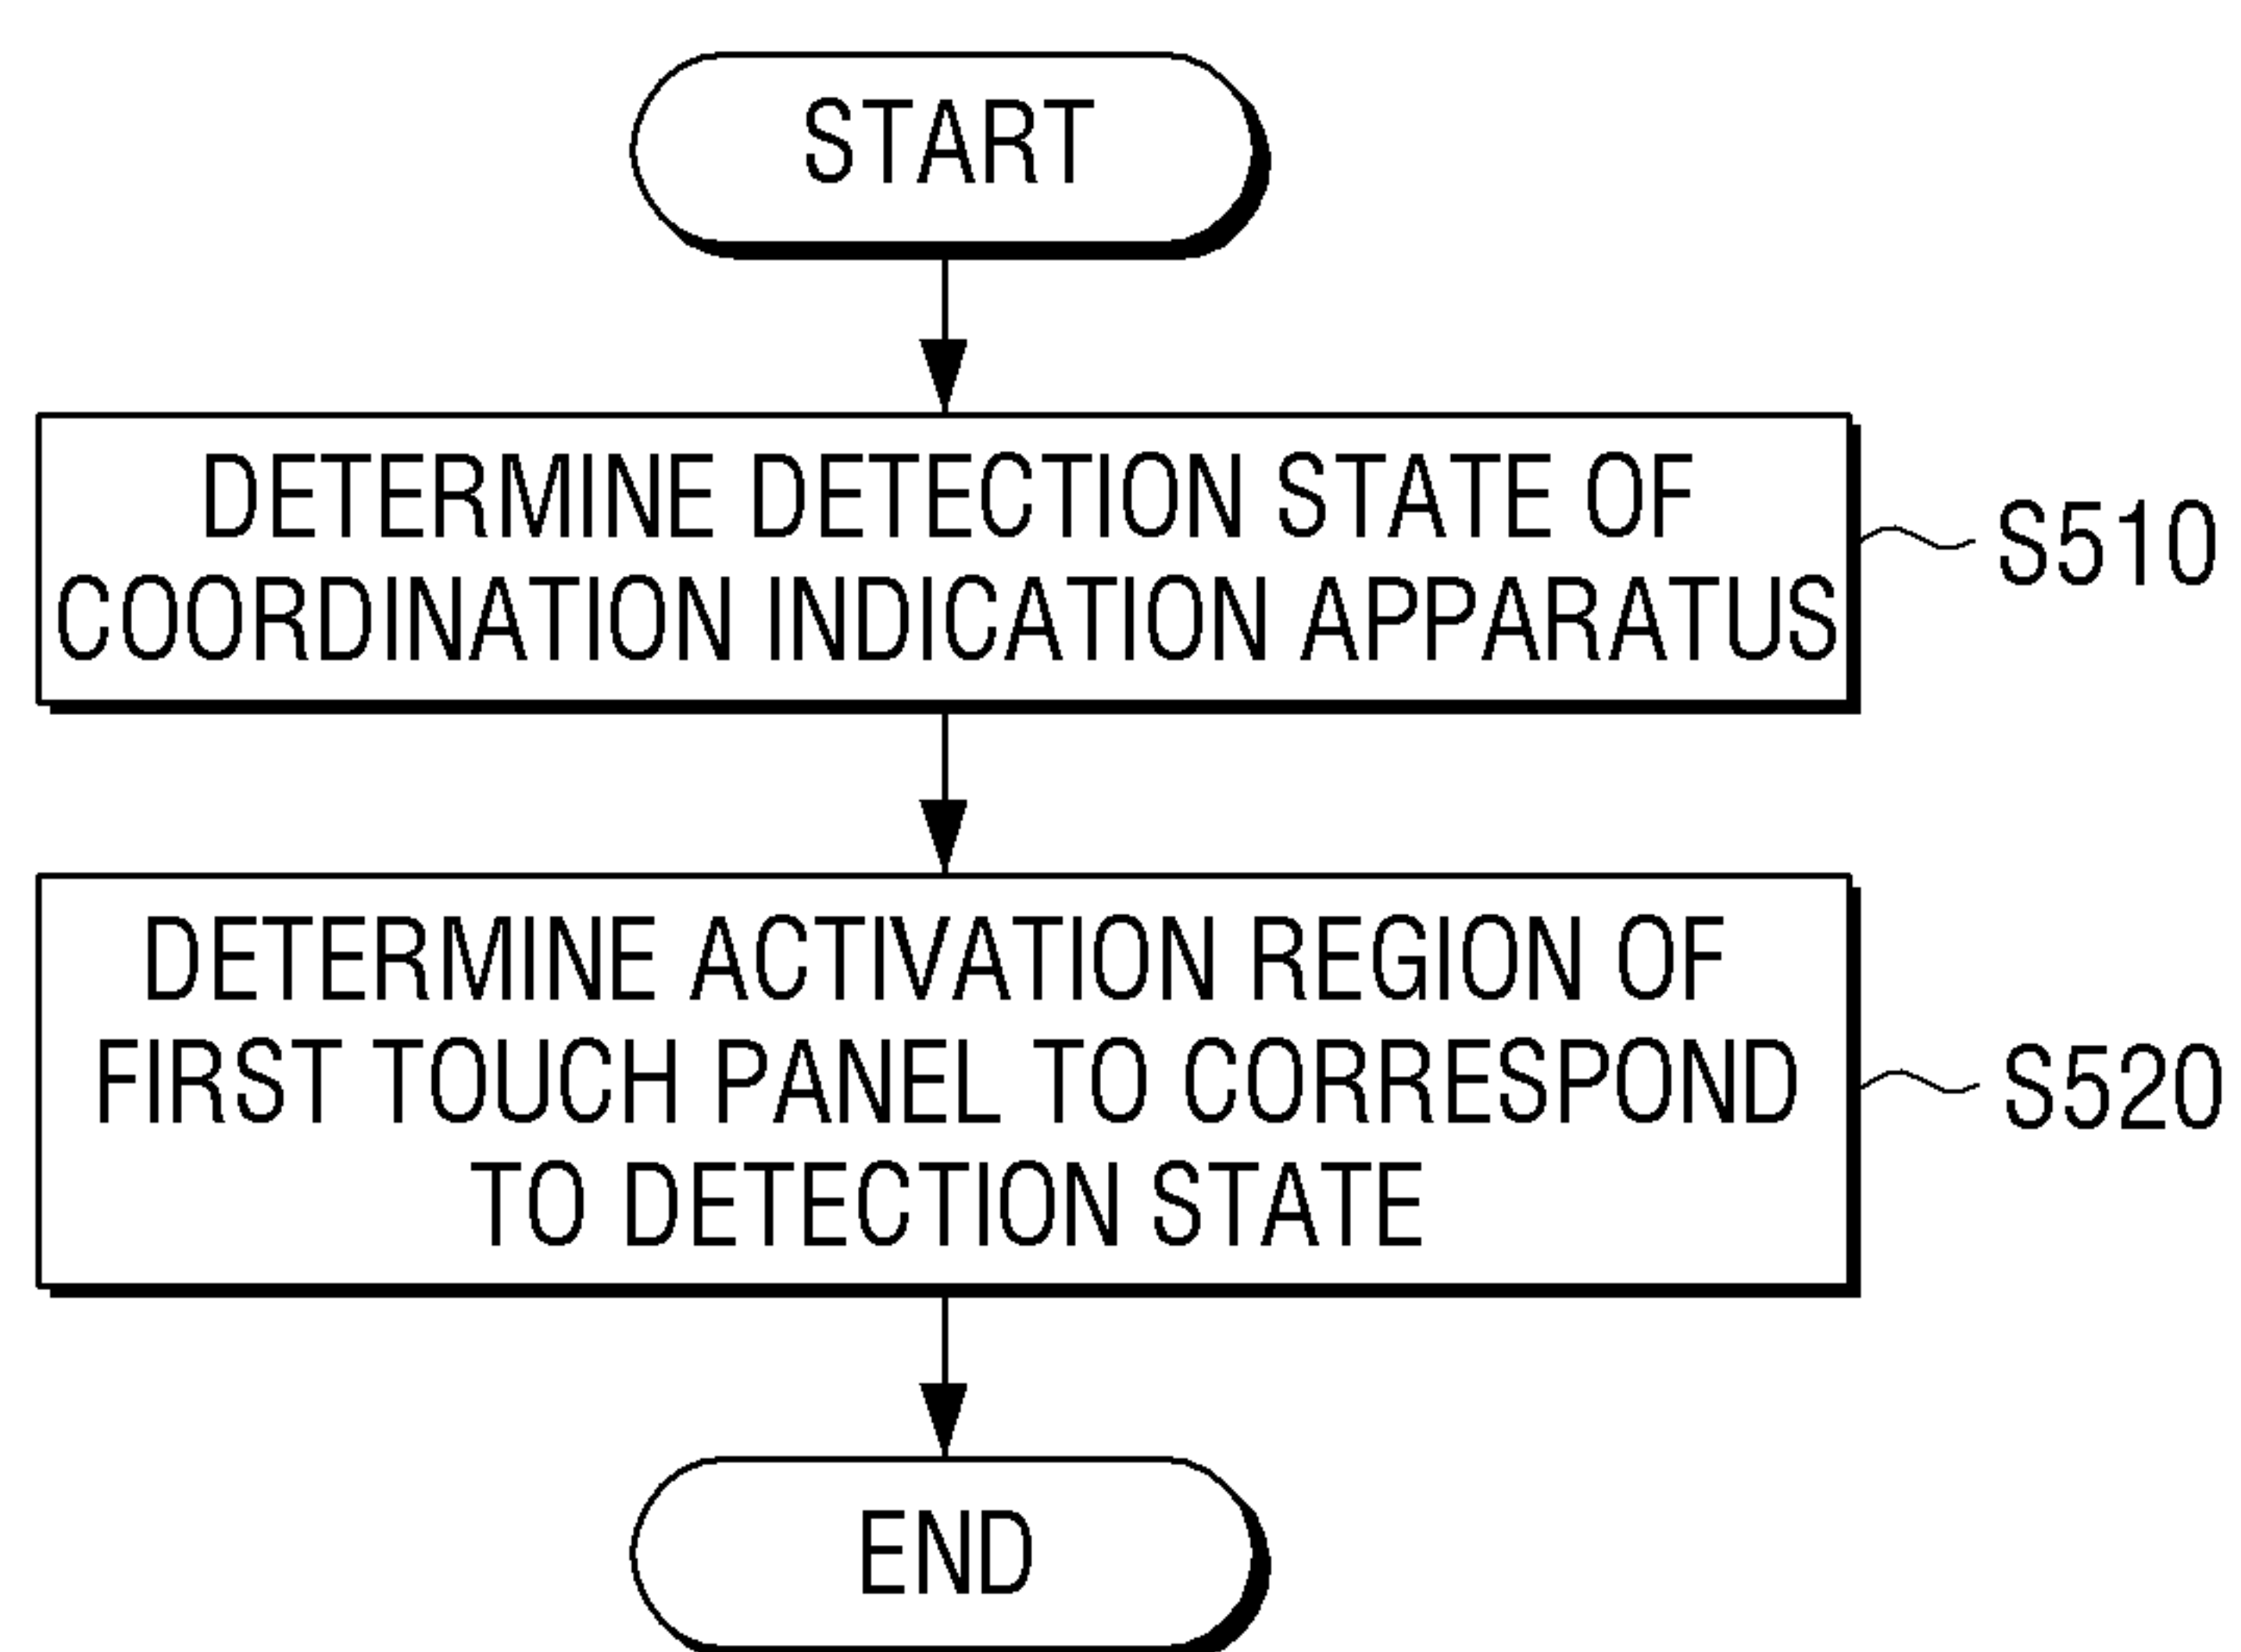 START
DETERMINE DETECTION STATE OF
COORDINATION INDICATION APPARATUS
S510
DETERMINE ACTIVATION REGION OF
FIRST TOUCH PANEL TO CORRESPOND
TO DETECTION STATE
S520
END